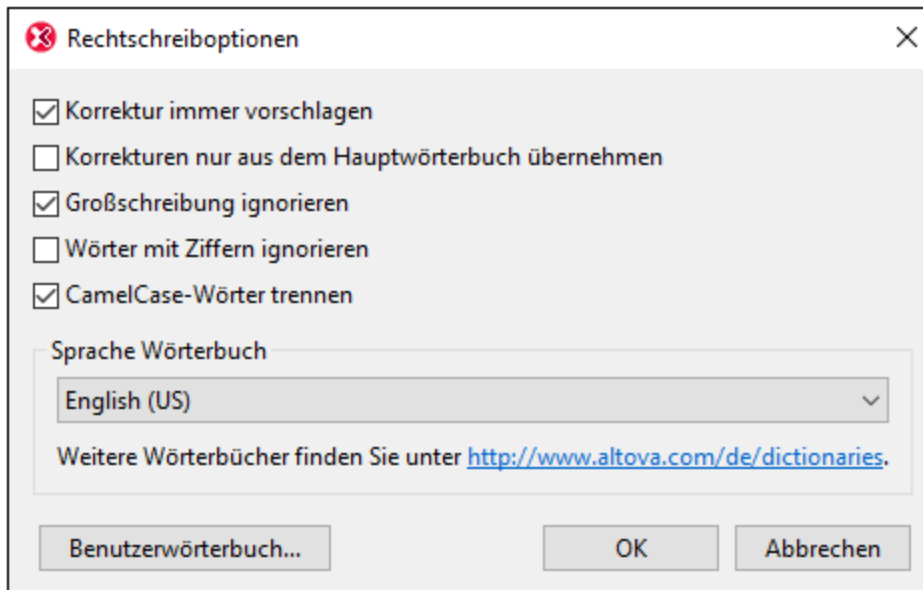 Rechtschreiboptionen
Korrektur immer vorschlagen
Korrekturen nur aus dem Hauptwörterbuch übernehmen
Großschreibung ignorieren
Wörter mit Ziffern ignorieren
CamelCase-Wörter trennen
Sprache Wörterbuch
English (US)
Weitere Wörterbücher finden Sie unter http://www.altova.com/de/dictionaries.
Benutzerwörterbuch... OK Abbrechen